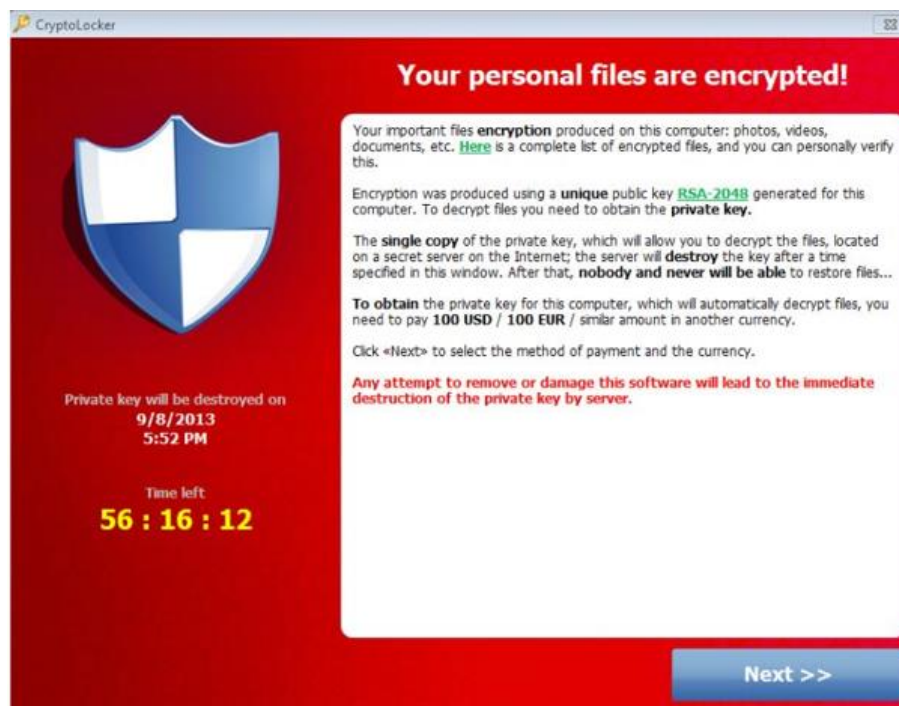 CryptoLocker
Your personal files are encrypted!
Your important files encryption produced on this computer: photos, videos,
documents, etc. Here is a complete list of encrypted files, and you can personally verify
this.
Encryption was produced using a unique public key RSA-2048 generated for this
computer. To decrypt files you need to obtain the private key.
The single copy of the private key, which will allow you to decrypt the files, located
on a secret server on the Internet; the server will destroy the key after a time
specified in this window. After that, nobody and never will be able to restore files...
To obtain the private key for this computer, which will automatically decrypt files, you
need to pay 100 USD / 100 EUR / similar amount in another currency.
Click «Next» to select the method of payment and the currency.
Any attempt to remove or damage this software will lead to the immediate
destruction of the private key by server.
Private key will be destroyed on
9/8/2013
5:52 PM
Time left
56 : 16 : 12
Next >>